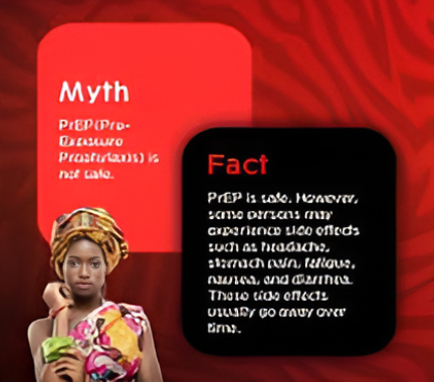 Myth
PrEP (Pre-
Exposure
Prophylaxis) is
not safe.
Fact
PrEP is safe. However,
some persons may
experience side effects
such as headache,
stomach pain, fatigue,
nausea, and diarrhea.
These side effects
usually go away over
time.